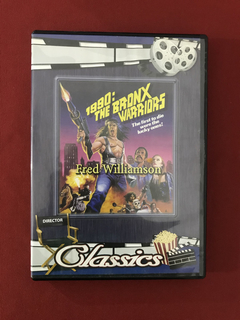 1990:
THE BRONX
WARRIORS
The first to die
were the
lucky ones!
Fred Williamson
DIRECTOR
Classics